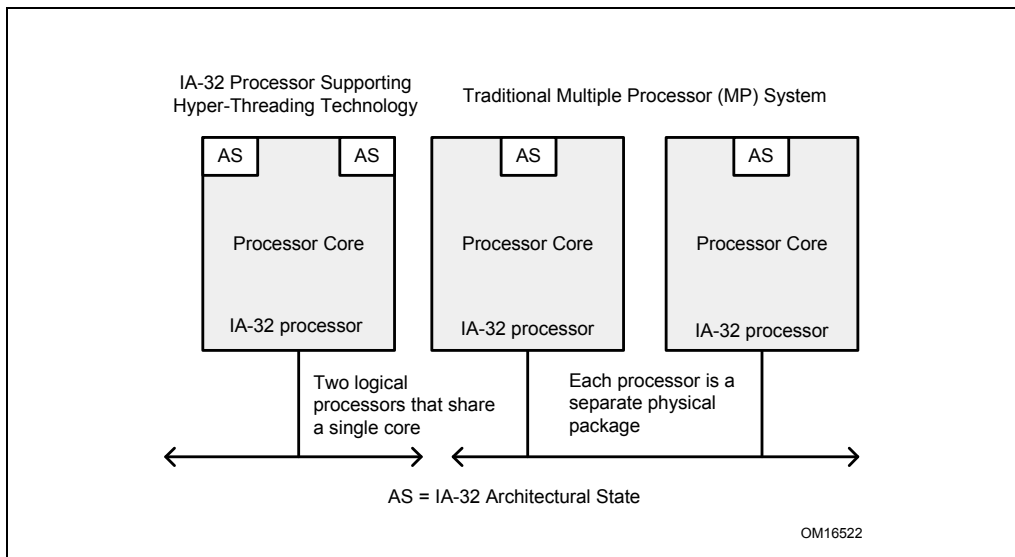 IA-32 Processor Supporting
Hyper-Threading Technology
Traditional Multiple Processor (MP) System
AS
AS
AS
AS
Processor Core
Processor Core
Processor Core
IA-32 processor
IA-32 processor
IA-32 processor
Two logical
processors that share
a single core
Each processor is a
separate physical
package
AS = IA-32 Architectural State
OM16522